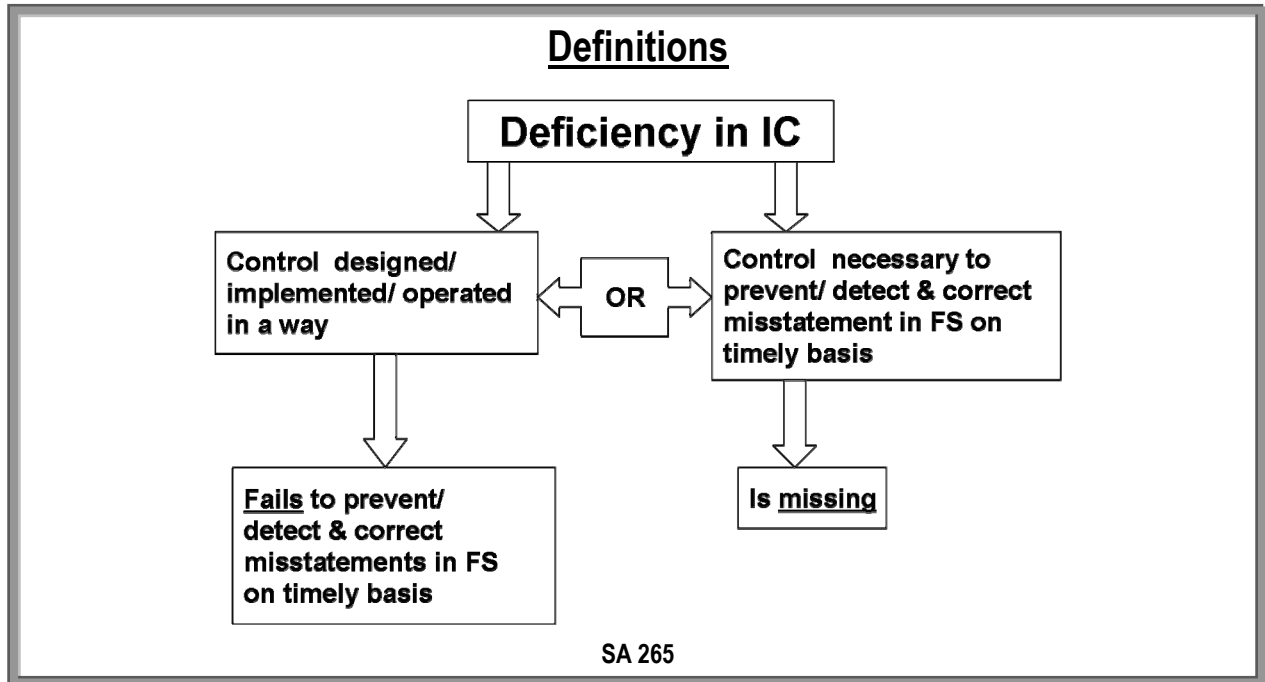 Definitions
Deficiency in IC
Control designed/
implemented/ operated
in a way
OR
Control necessary to
prevent/ detect & correct
misstatement in FS on
timely basis
Fails to prevent/
detect & correct
misstatements in FS
on timely basis
Is missing
SA 265